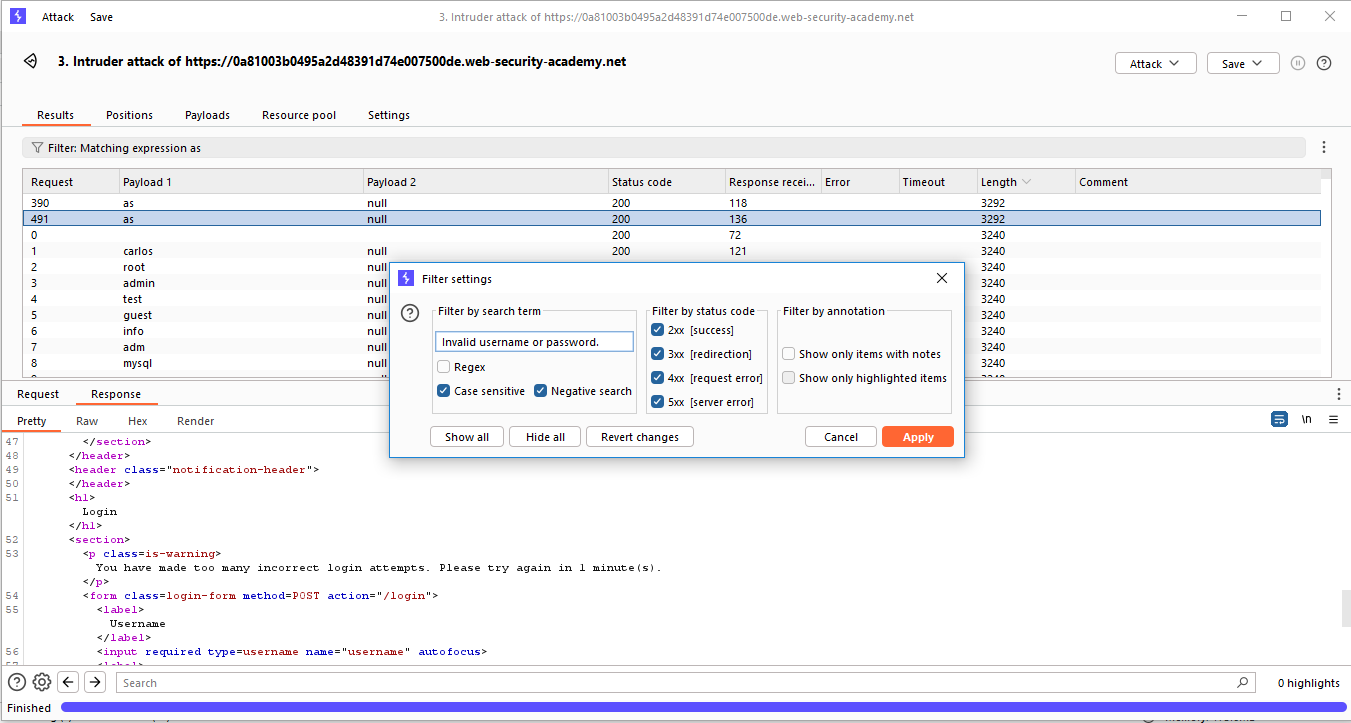 Attack Save 3. Intruder attack of https://0a81003b0495a2d48391d74e007500de.web-security-academy.net
3. Intruder attack of https://0a81003b0495a2d48391d74e007500de.web-security-academy.net Attack Save
Results Positions Payloads Resource pool Settings
Filter: Matching expression as
Request Payload 1 Payload 2 Status code Response recei... Error Timeout Length Comment
390 as null 200 118 3292
491 as null 200 136 3292
0 200 72 3240
1 carlos null 200 121 3240
2 root null 3240
3 admin null 3240
4 test null 3240
5 guest null 3240
6 info null 3240
7 adm null 3240
8 mysql null 3240
3240
Filter settings
Filter by search term
Invalid username or password.
Regex
Case sensitive Negative search
Filter by status code
2xx [success]
3xx [redirection]
4xx [request error]
5xx [server error]
Filter by annotation
Show only items with notes
Show only highlighted items
Show all Hide all Revert changes Cancel Apply
Request Response
Pretty Raw Hex Render \n
47 </section>
48 </header>
49 <header class="notification-header">
50 </header>
51 <h1>
Login
</h1>
52 <section>
53 <p class=is-warning>
You have made too many incorrect login attempts. Please try again in 1 minute(s).
</p>
54 <form class=login-form method=POST action="/login">
55 <label>
Username
</label>
56 <input required type=username name="username" autofocus>
57 <label>
Search 0 highlights
Finished